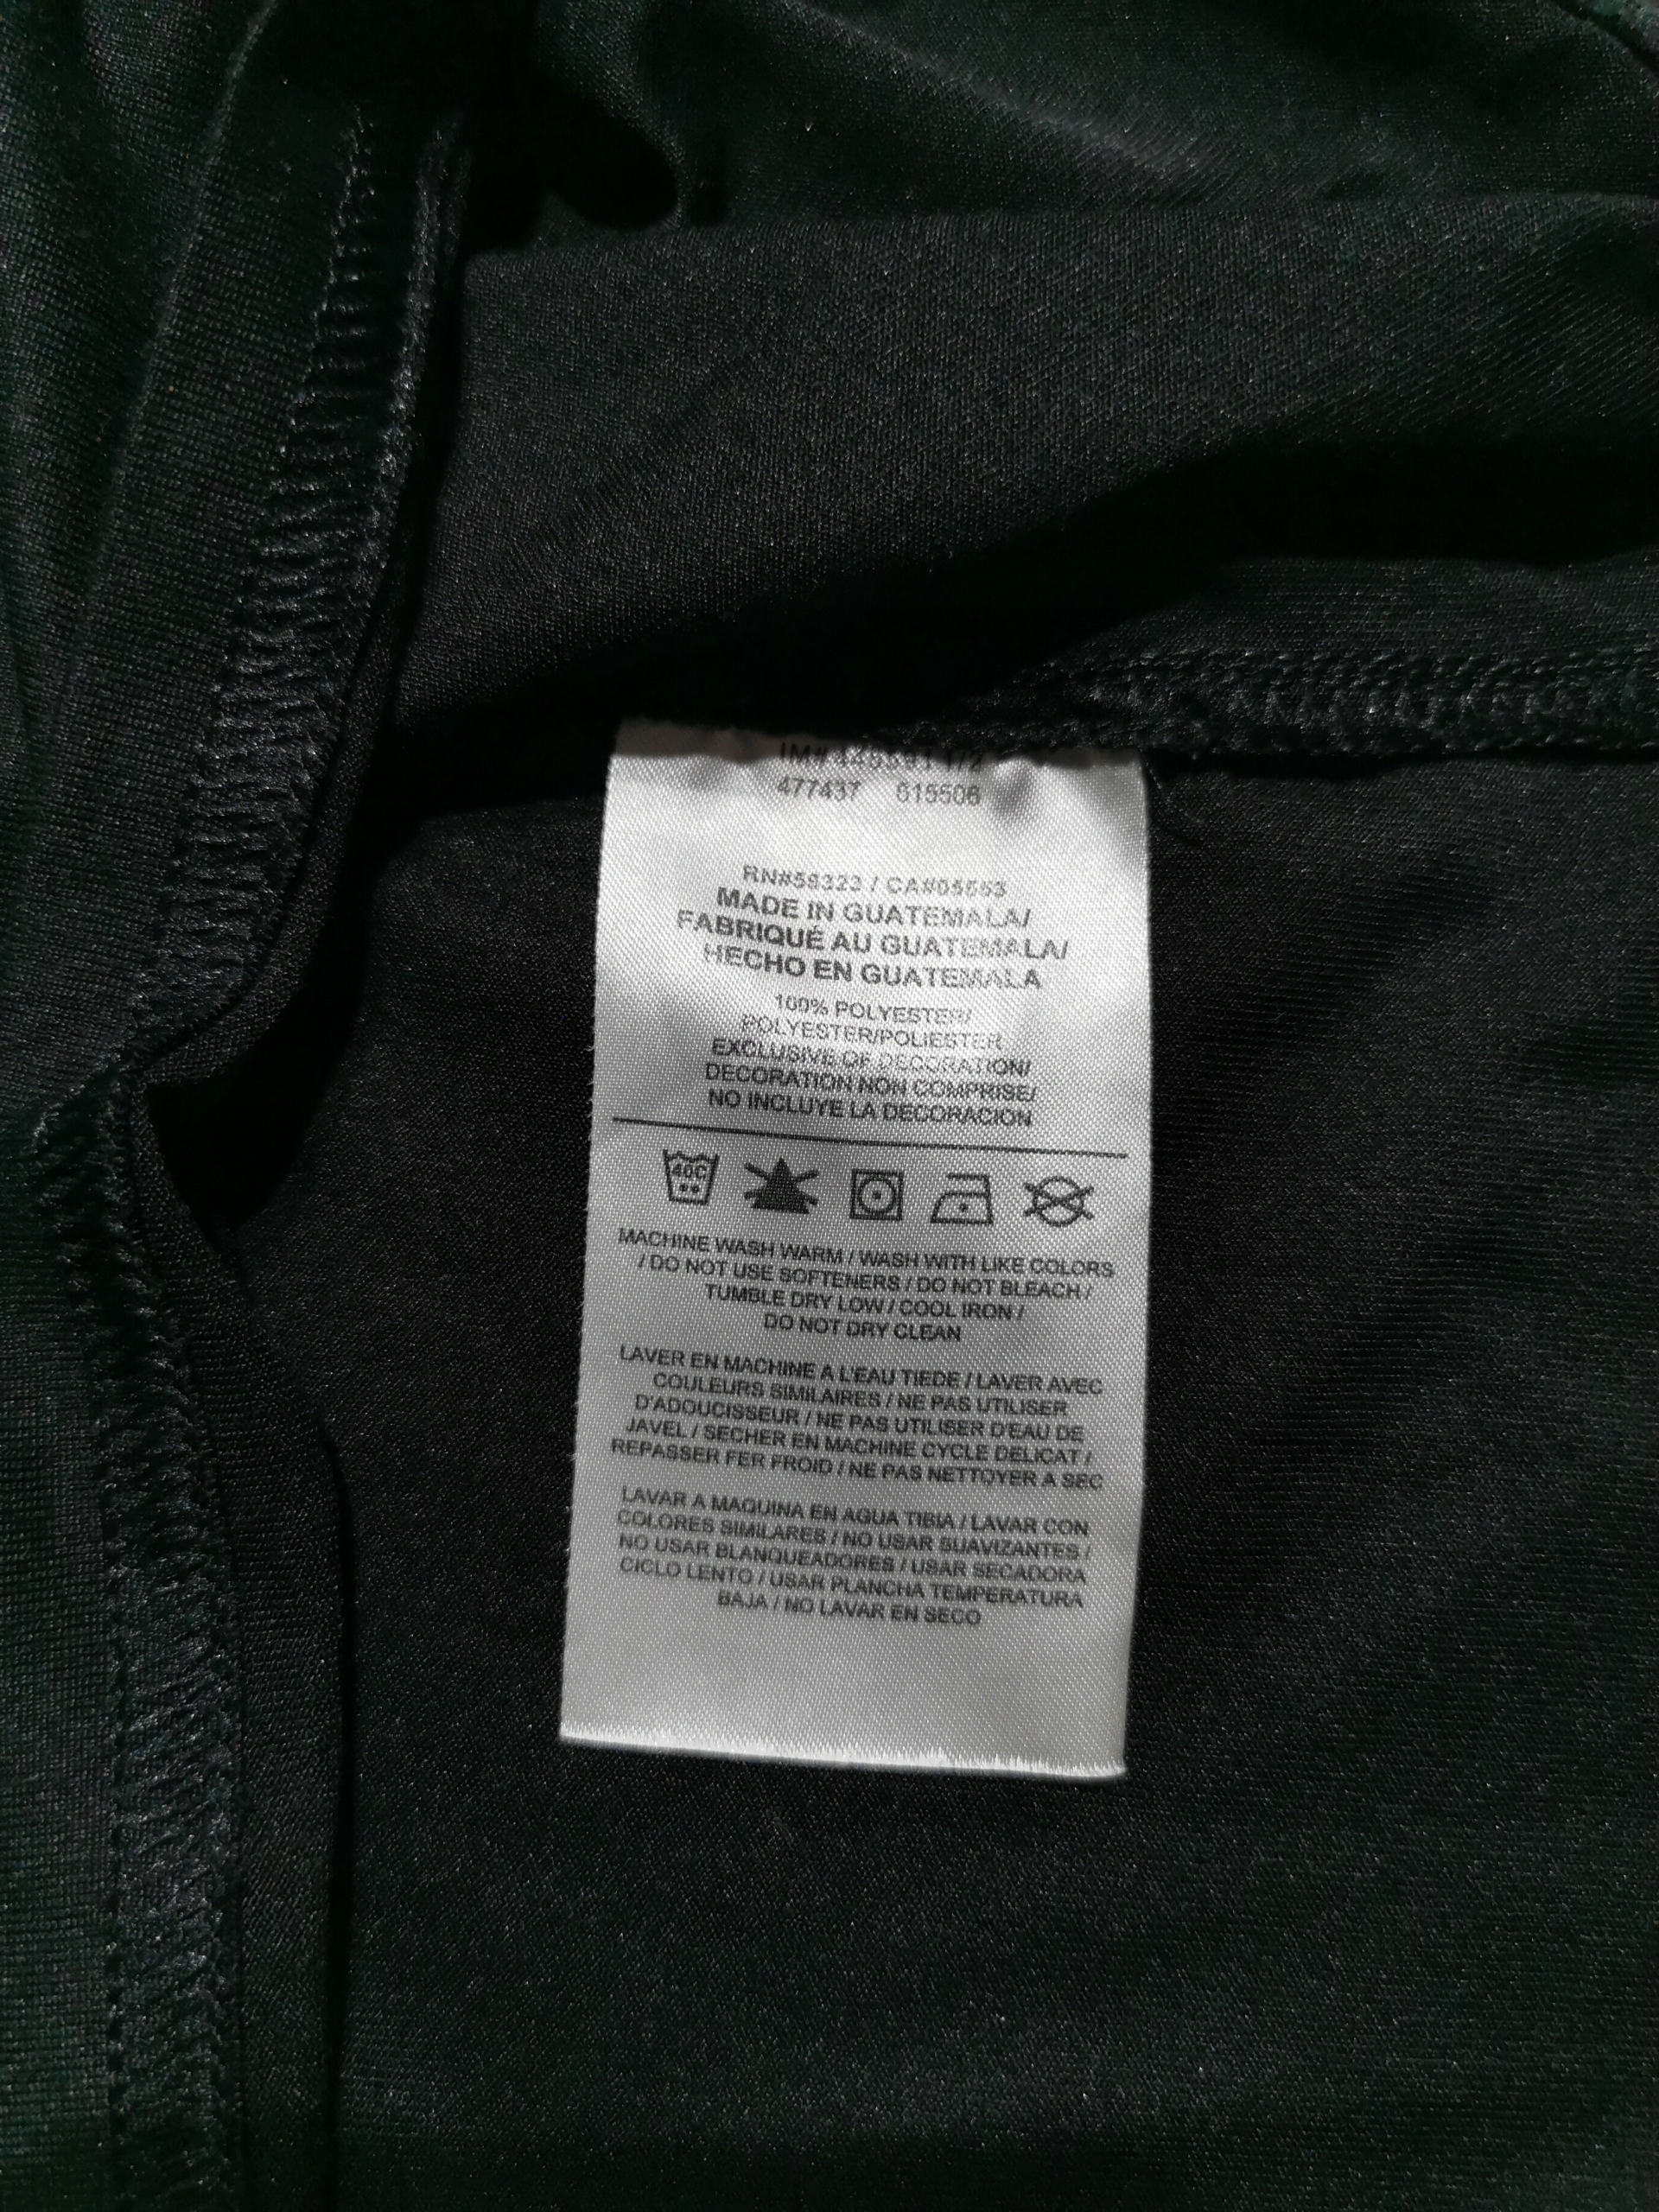 477437 615506
RN#59323 / CA#05553
MADE IN GUATEMALA/
FABRIQUÉ AU GUATEMALA/
HECHO EN GUATEMALA
100% POLYESTER/
POLYESTER/POLIESTER
EXCLUSIVE OF DECORATION/
DECORATION NON COMPRISE/
NO INCLUYE LA DECORACION
40C
MACHINE WASH WARM / WASH WITH LIKE COLORS
/ DO NOT USE SOFTENERS / DO NOT BLEACH /
TUMBLE DRY LOW / COOL IRON /
DO NOT DRY CLEAN
LAVER EN MACHINE A L'EAU TIEDE / LAVER AVEC
COULEURS SIMILAIRES / NE PAS UTILISER
D'ADOUCISSEUR / NE PAS UTILISER D'EAU DE
JAVEL / SECHER EN MACHINE CYCLE DELICAT /
REPASSER FER FROID / NE PAS NETTOYER A SEC
LAVAR A MAQUINA EN AGUA TIBIA / LAVAR CON
COLORES SIMILARES / NO USAR SUAVIZANTES /
NO USAR BLANQUEADORES / USAR SECADORA
CICLO LENTO / USAR PLANCHA TEMPERATURA
BAJA / NO LAVAR EN SECO